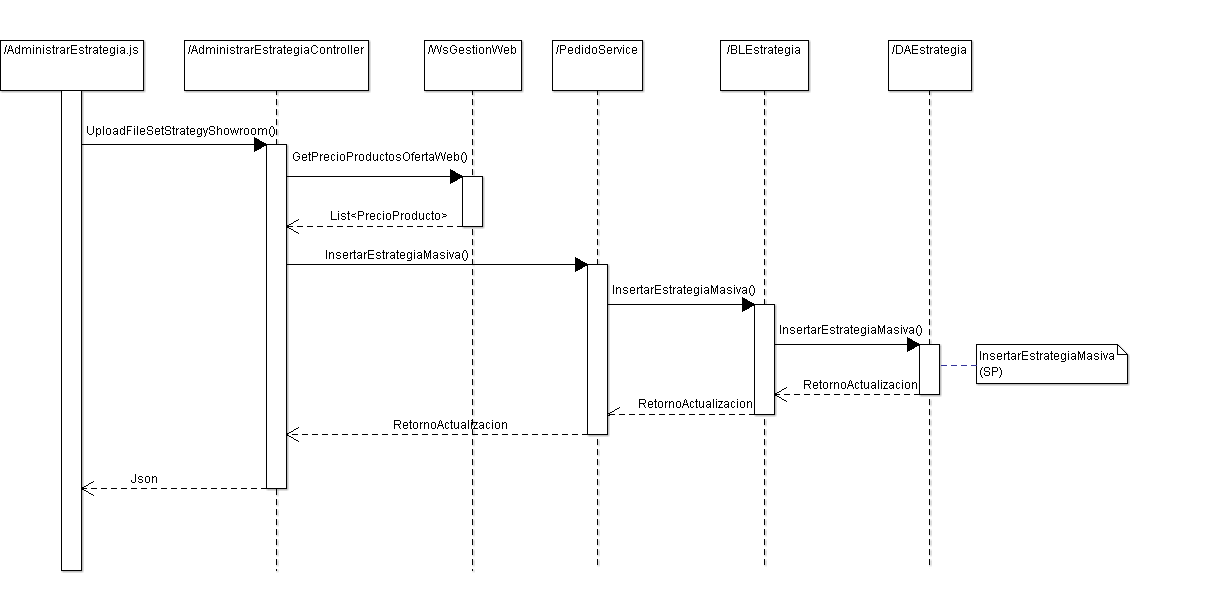 /AdministrarEstrategia.js
/AdministrarEstrategiaController
/WsGestionWeb
/PedidoService
/BLEstrategia
/DAEstrategia
UploadFileSetStrategyShowroom()
GetPrecioProductosOfertaWeb()
List<PrecioProducto>
InsertarEstrategiaMasiva()
InsertarEstrategiaMasiva()
InsertarEstrategiaMasiva()
InsertarEstrategiaMasiva
(SP)
RetornoActualizacion
RetornoActualizacion
RetornoActualizacion
Json